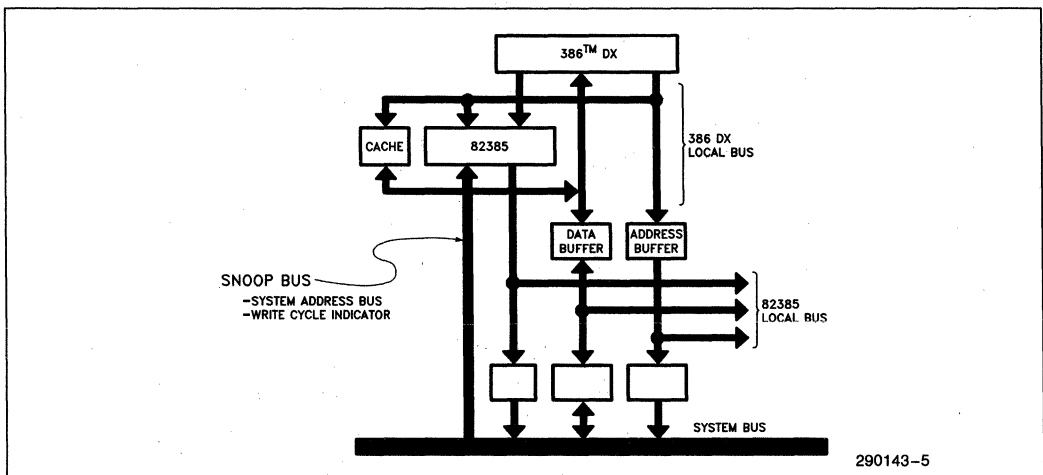 386™ DX
CACHE
82385
386 DX
LOCAL BUS
DATA
BUFFER
ADDRESS
BUFFER
SNOOP BUS
-SYSTEM ADDRESS BUS
-WRITE CYCLE INDICATOR
82385
LOCAL BUS
SYSTEM BUS
290143-5